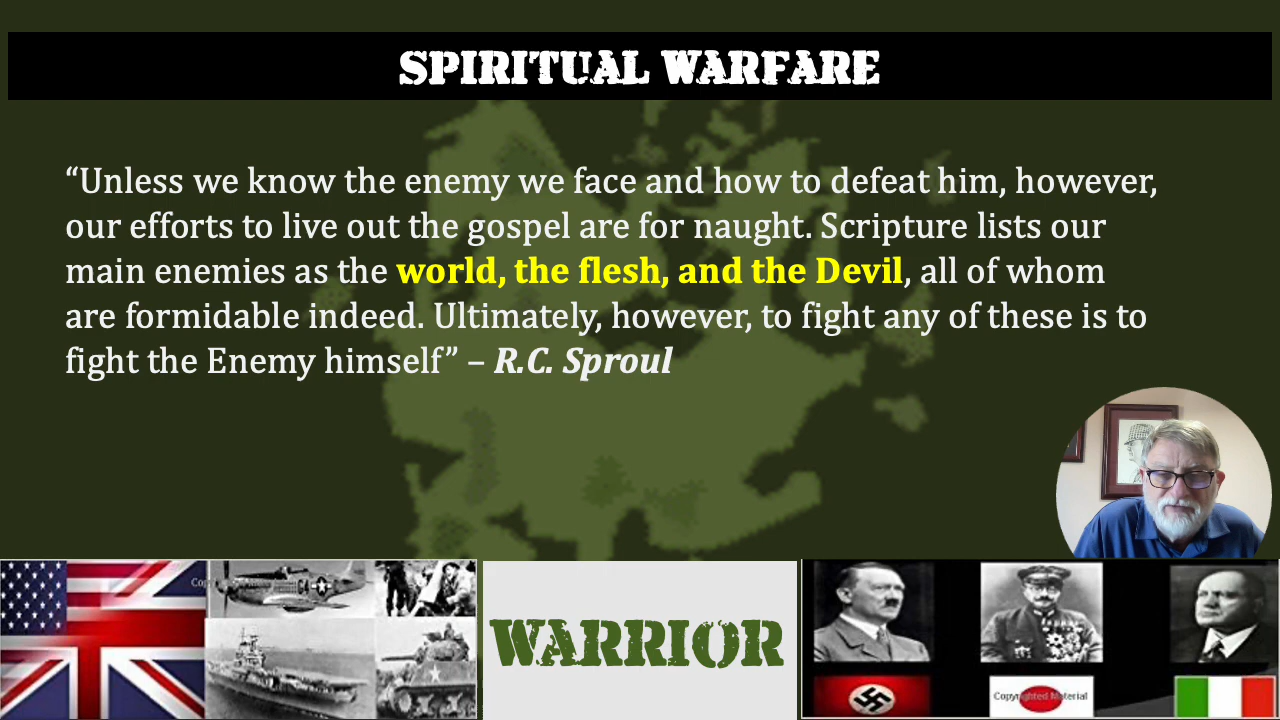 SPIRITUAL WARFARE
“Unless we know the enemy we face and how to defeat him, however,
our efforts to live out the gospel are for naught. Scripture lists our
main enemies as the world, the flesh, and the Devil, all of whom
are formidable indeed. Ultimately, however, to fight any of these is to
fight the Enemy himself” – R.C. Sproul
WARRIOR
Copyrighted Material